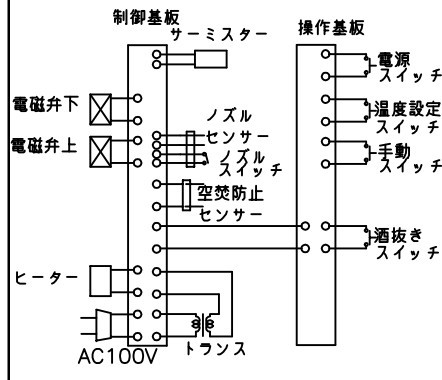 制御基板
サーミスター
操作基板
電源
スイッチ
電磁弁下
ノズル
センサー
温度設定
スイッチ
電磁弁上
ノズル
スイッチ
手動
スイッチ
空焚防止
センサー
酒抜き
スイッチ
ヒーター
トランス
AC100V